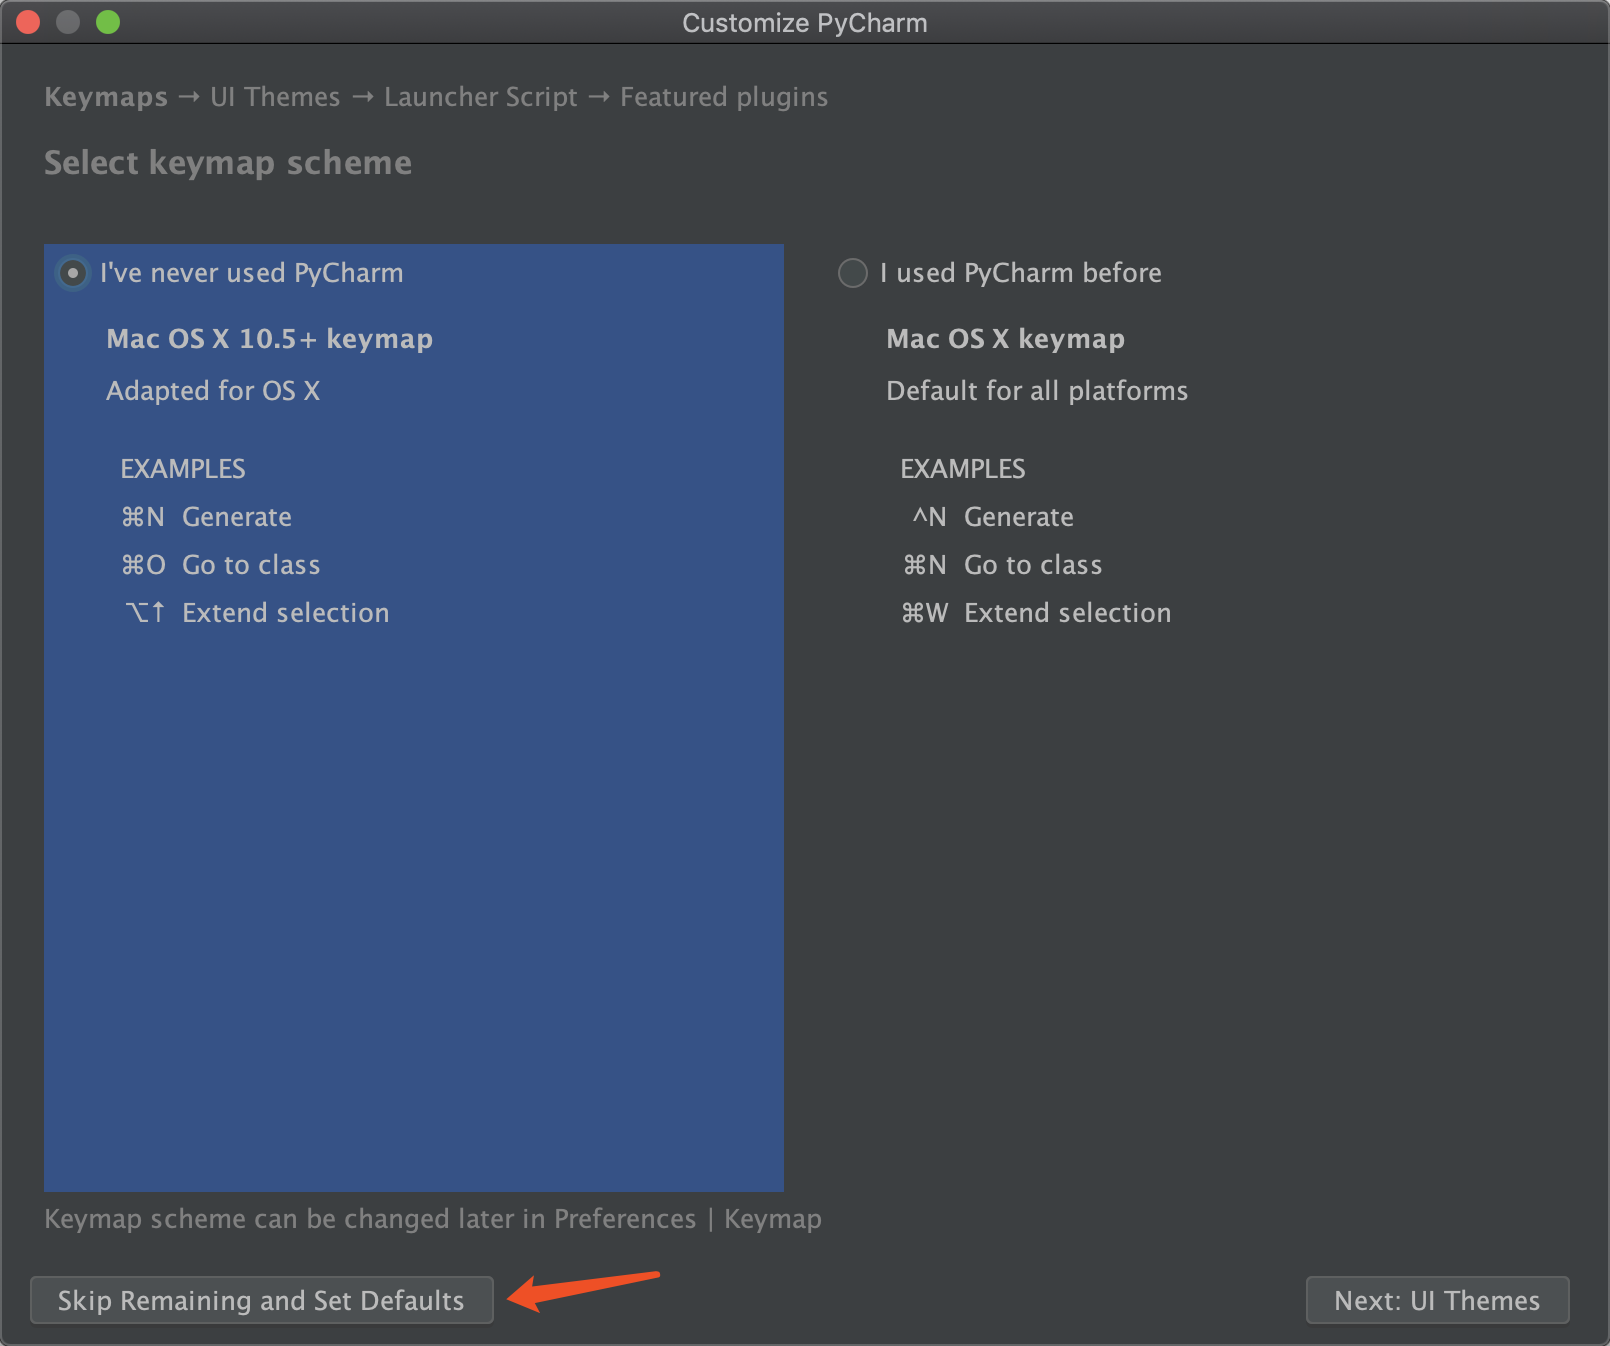 Customize PyCharm
Keymaps → UI Themes → Launcher Script → Featured plugins
Select keymap scheme
I've never used PyCharm
Mac OS X 10.5+ keymap
Adapted for OS X
EXAMPLES
⌘N Generate
⌘O Go to class
⌥↑ Extend selection
I used PyCharm before
Mac OS X keymap
Default for all platforms
EXAMPLES
^N Generate
⌘N Go to class
⌘W Extend selection
Keymap scheme can be changed later in Preferences | Keymap
Skip Remaining and Set Defaults
Next: UI Themes